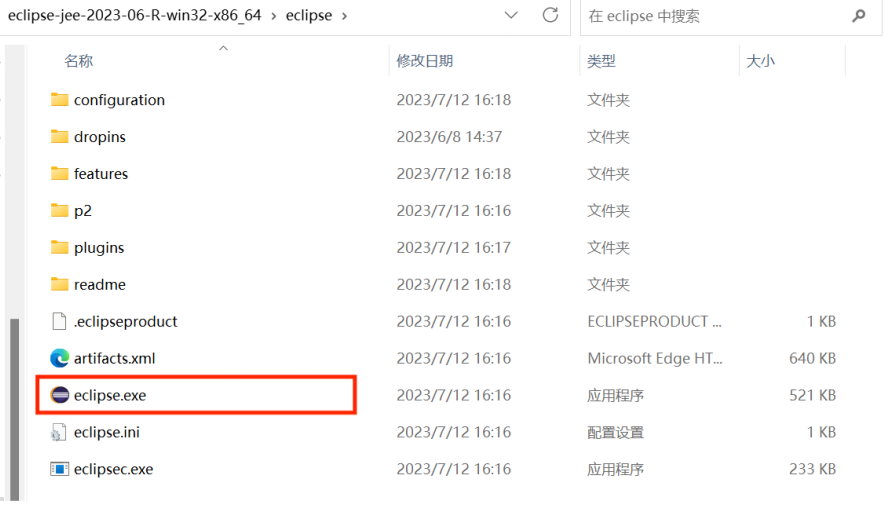 eclipse-jee-2023-06-R-win32-x86_64 › eclipse › 在 eclipse 中搜索
名称 修改日期 类型 大小
configuration 2023/7/12 16:18 文件夹
dropins 2023/6/8 14:37 文件夹
features 2023/7/12 16:18 文件夹
p2 2023/7/12 16:16 文件夹
plugins 2023/7/12 16:17 文件夹
readme 2023/7/12 16:18 文件夹
.eclipseproduct 2023/7/12 16:16 ECLIPSEPRODUCT ... 1 KB
artifacts.xml 2023/7/12 16:16 Microsoft Edge HT... 640 KB
eclipse.exe 2023/7/12 16:16 应用程序 521 KB
eclipse.ini 2023/7/12 16:16 配置设置 1 KB
eclipsec.exe 2023/7/12 16:16 应用程序 233 KB